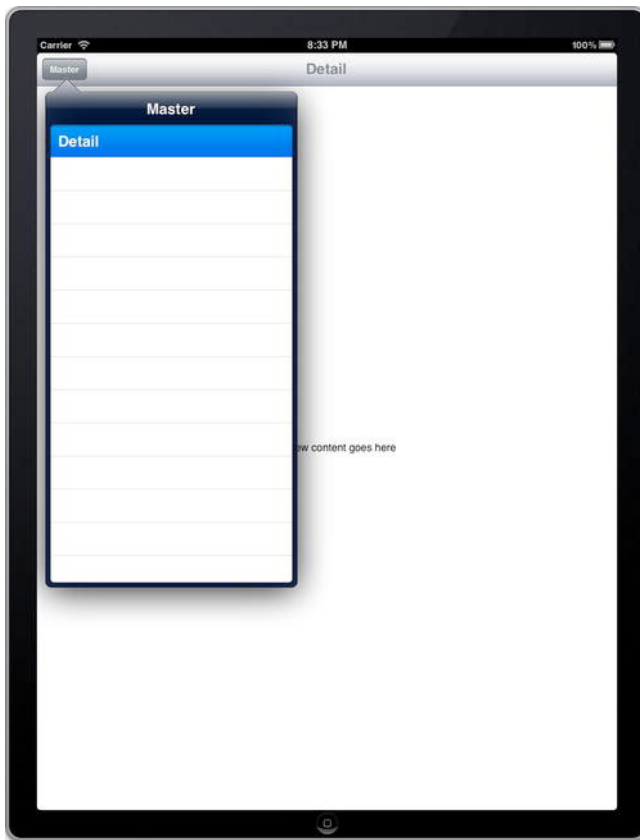 Carrier 8:33 PM 100%
Master Detail
Master
Detail
ew content goes here